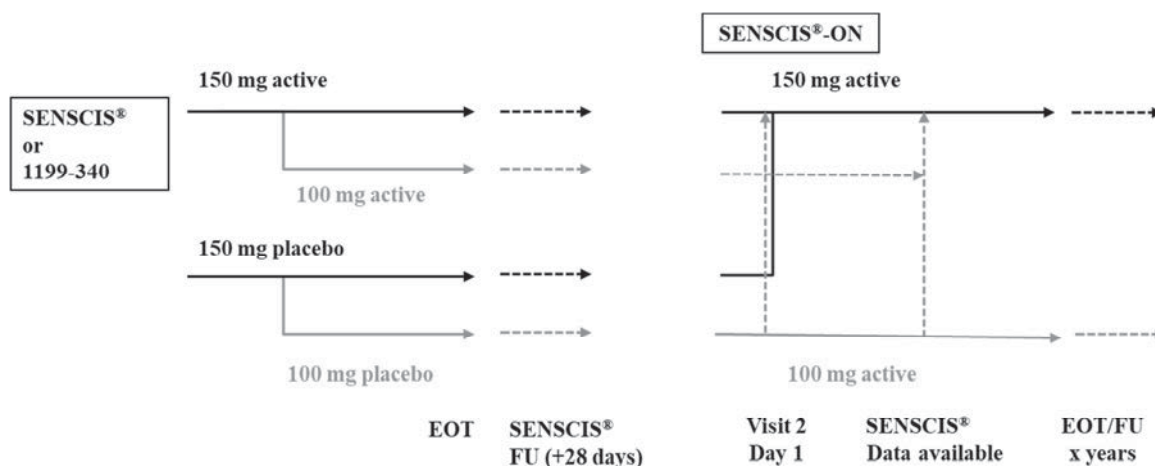 SENSCIS®-ON
150 mg active
150 mg active
SENSCIS®
or
1199-340
100 mg active
150 mg placebo
100 mg placebo
100 mg active
EOT
SENSCIS®
FU (+28 days)
Visit 2
Day 1
SENSCIS®
Data available
EOT/FU
x years